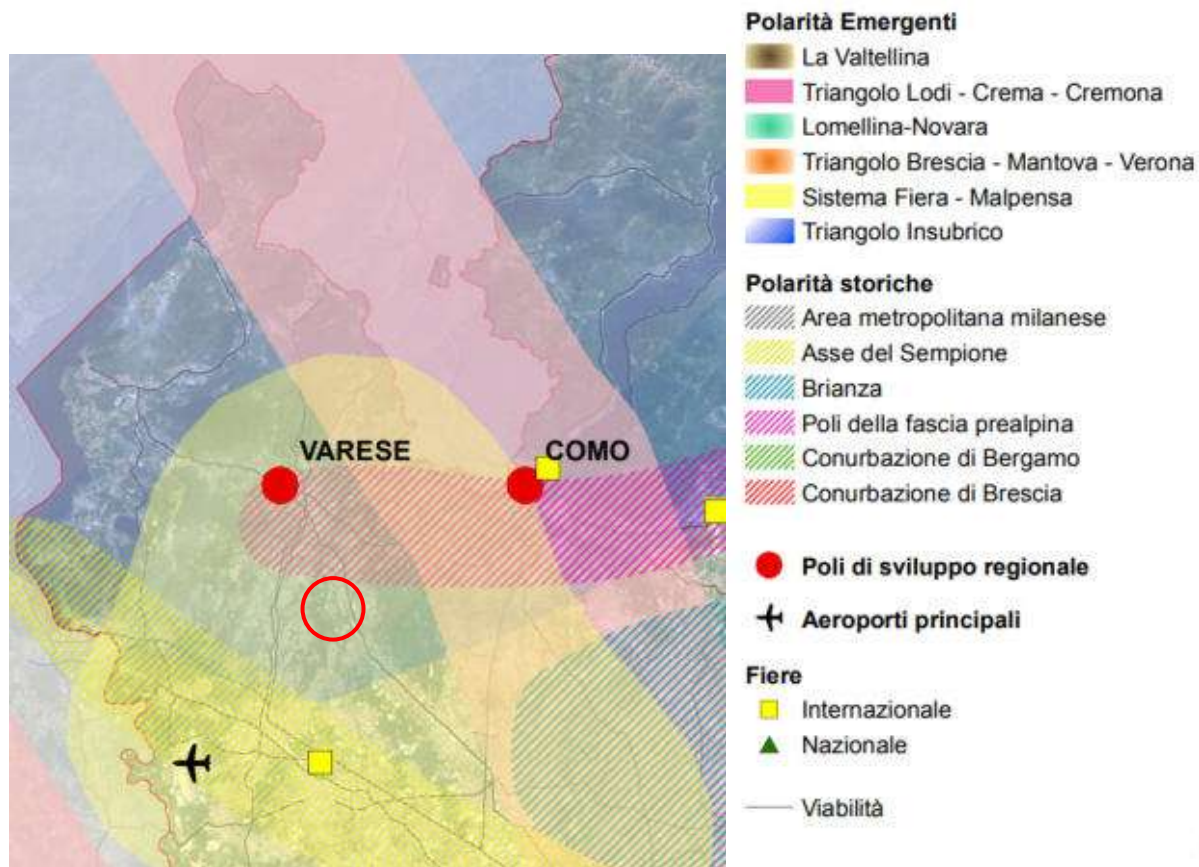 Polarità Emergenti
La Valtellina
Triangolo Lodi - Crema - Cremona
Lomellina-Novara
Triangolo Brescia - Mantova - Verona
Sistema Fiera - Malpensa
Triangolo Insubrico
Polarità storiche
Area metropolitana milanese
Asse del Sempione
Brianza
Poli della fascia prealpina
Conurbazione di Bergamo
Conurbazione di Brescia
Poli di sviluppo regionale
Aeroporti principali
Fiere
Internazionale
Nazionale
Viabilità
VARESE
COMO